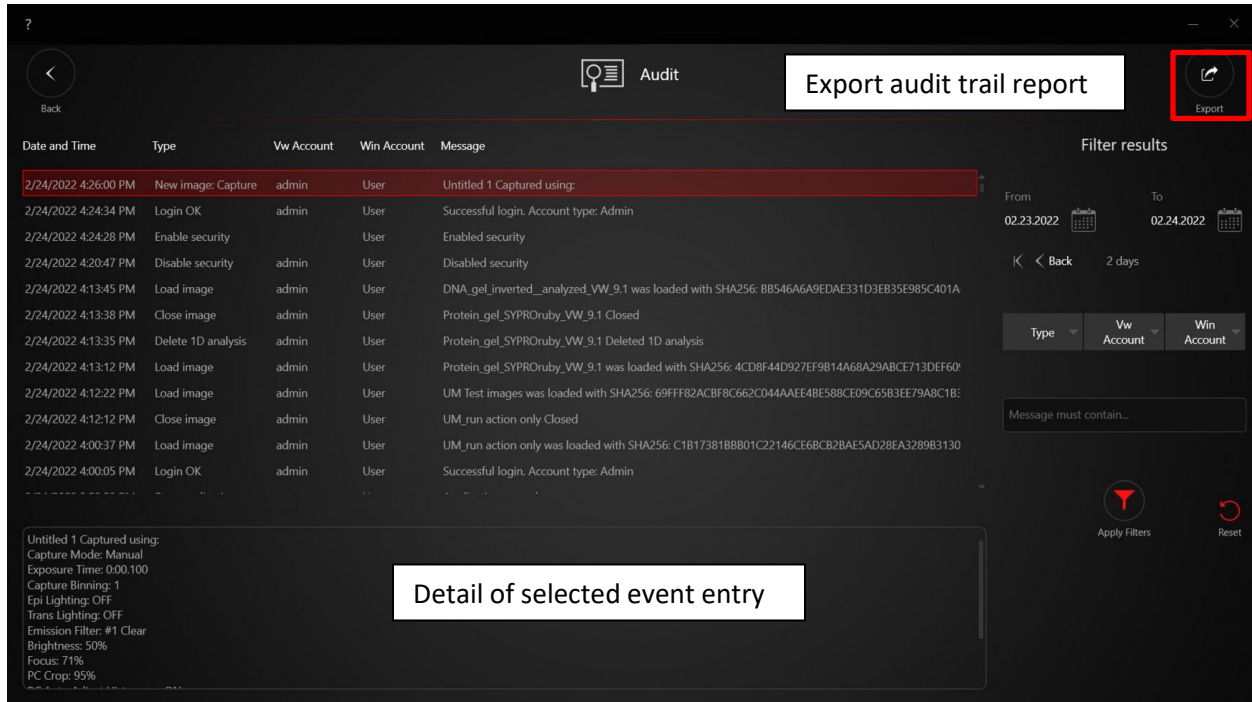 ?
Audit
Export audit trail report
Back
Export
Date and Time Type Vw Account Win Account Message
2/24/2022 4:26:00 PM New image: Capture admin User Untitled 1 Captured using:
2/24/2022 4:24:34 PM Login OK admin User Successful login. Account type: Admin
2/24/2022 4:24:28 PM Enable security User Enabled security
2/24/2022 4:20:47 PM Disable security admin User Disabled security
2/24/2022 4:13:45 PM Load image admin User DNA_gel_inverted__analyzed_VW_9.1 was loaded with SHA256: BB546A6A9EDAE331D3EB35E985C401A
2/24/2022 4:13:38 PM Close image admin User Protein_gel_SYPROruby_VW_9.1 Closed
2/24/2022 4:13:35 PM Delete 1D analysis admin User Protein_gel_SYPROruby_VW_9.1 Deleted 1D analysis
2/24/2022 4:13:12 PM Load image admin User Protein_gel_SYPROruby_VW_9.1 was loaded with SHA256: 4CD8F44D927EF9B14A68A29ABCE713DEF60
2/24/2022 4:12:22 PM Load image admin User UM Test images was loaded with SHA256: 69FFF82ACBF8C662C044AAEE4BE588CE09C65B3EE79A8C1B
2/24/2022 4:12:12 PM Close image admin User UM_run action only Closed
2/24/2022 4:00:37 PM Load image admin User UM_run action only was loaded with SHA256: C1B17381BBB01C22146CE6BCB2BAE5AD28EA3289B3130
2/24/2022 4:00:05 PM Login OK admin User Successful login. Account type: Admin
Filter results
From To
02.23.2022 02.24.2022
Back 2 days
Type Vw Account Win Account
Message must contain...
Apply Filters Reset
Untitled 1 Captured using:
Capture Mode: Manual
Exposure Time: 0:00.100
Capture Binning: 1
Epi Lighting: OFF
Trans Lighting: OFF
Emission Filter: #1 Clear
Brightness: 50%
Focus: 71%
PC Crop: 95%
Detail of selected event entry